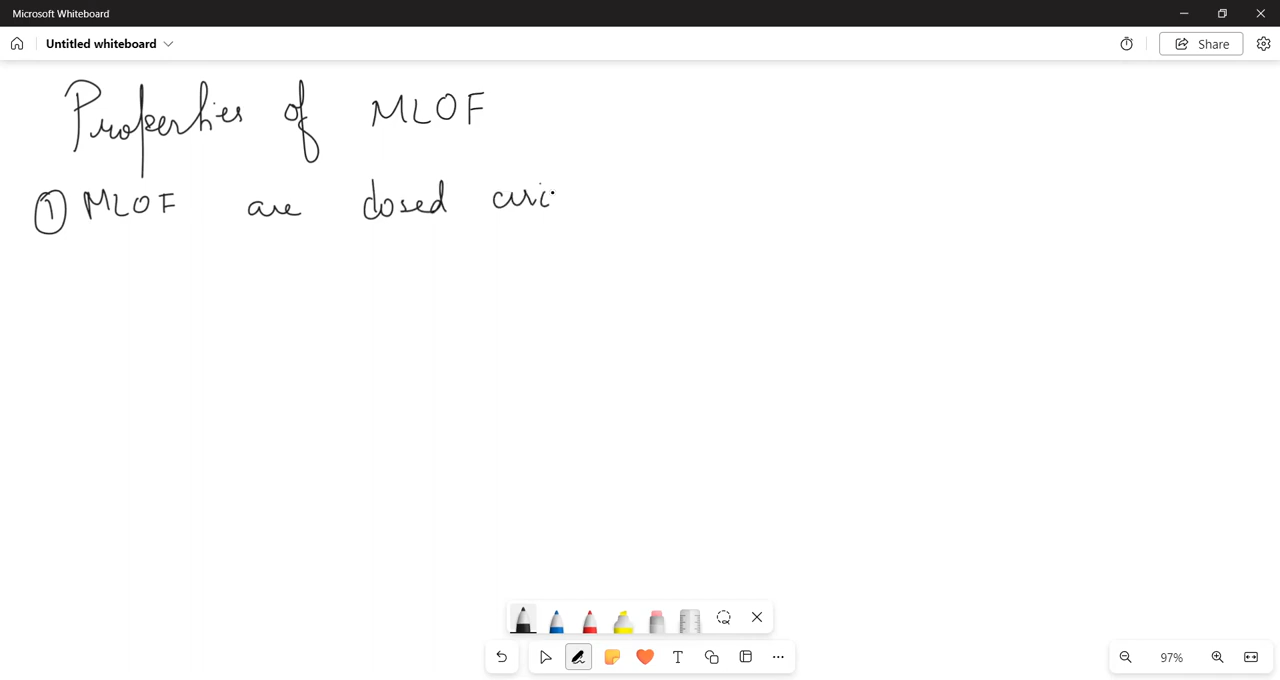 Microsoft Whiteboard
Untitled whiteboard
Share
Properties of MLOF
① MLOF are closed
97%